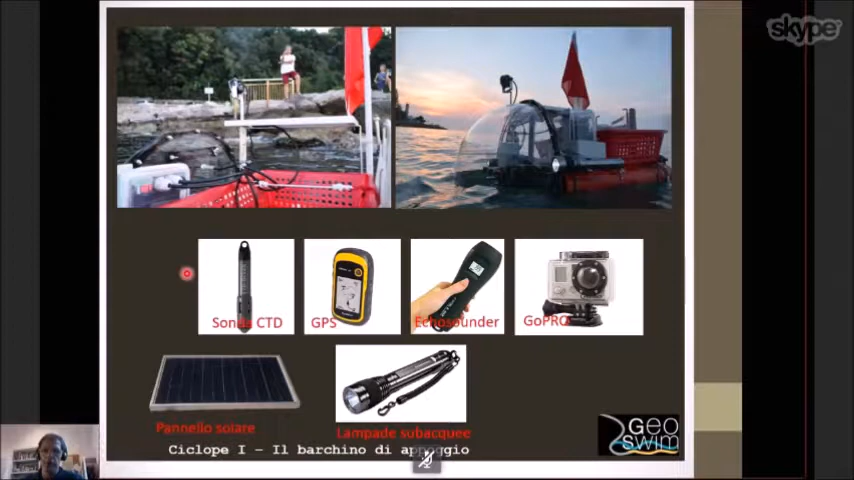 skype
Sonda CTD
GPS
Echosounder
GoPRO
Pannello solare
Lampade subacquee
Ciclope I – Il barchino di appoggio
GEO
SWIM